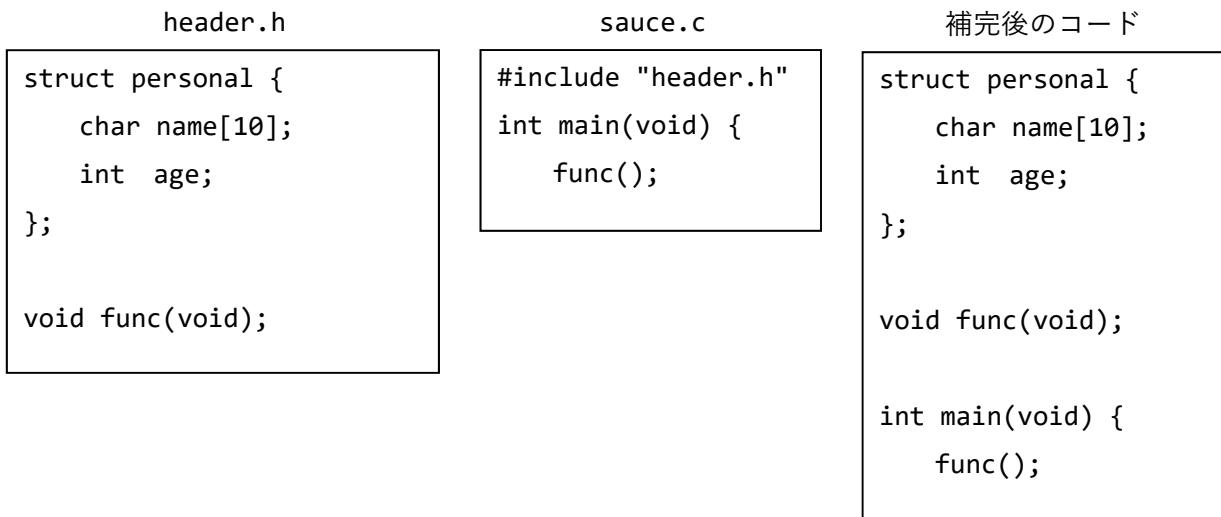 header.h
struct personal {
char name[10];
int age;
};
void func(void);
sauce.c
#include "header.h"
int main(void) {
func();
補完後のコード
struct personal {
char name[10];
int age;
};
void func(void);
int main(void) {
func();